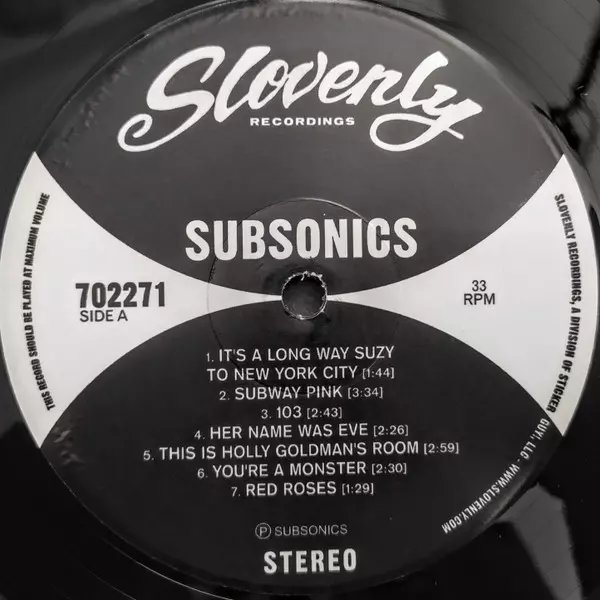 Slovenly
RECORDINGS
SUBSONICS
702271
SIDE A
33
RPM
THIS RECORD SHOULD BE PLAYED AT MAXIMUM VOLUME
SLOVENLY RECORDINGS, A DIVISION OF STICKER
GUY!, LLC - WWW.SLOVENLY.COM
1. IT'S A LONG WAY SUZY
TO NEW YORK CITY [1:44]
2. SUBWAY PINK [3:34]
3. 103 [2:43]
4. HER NAME WAS EVE [2:26]
5. THIS IS HOLLY GOLDMAN'S ROOM [2:59]
6. YOU'RE A MONSTER [2:30]
7. RED ROSES [1:29]
Ⓟ SUBSONICS
STEREO